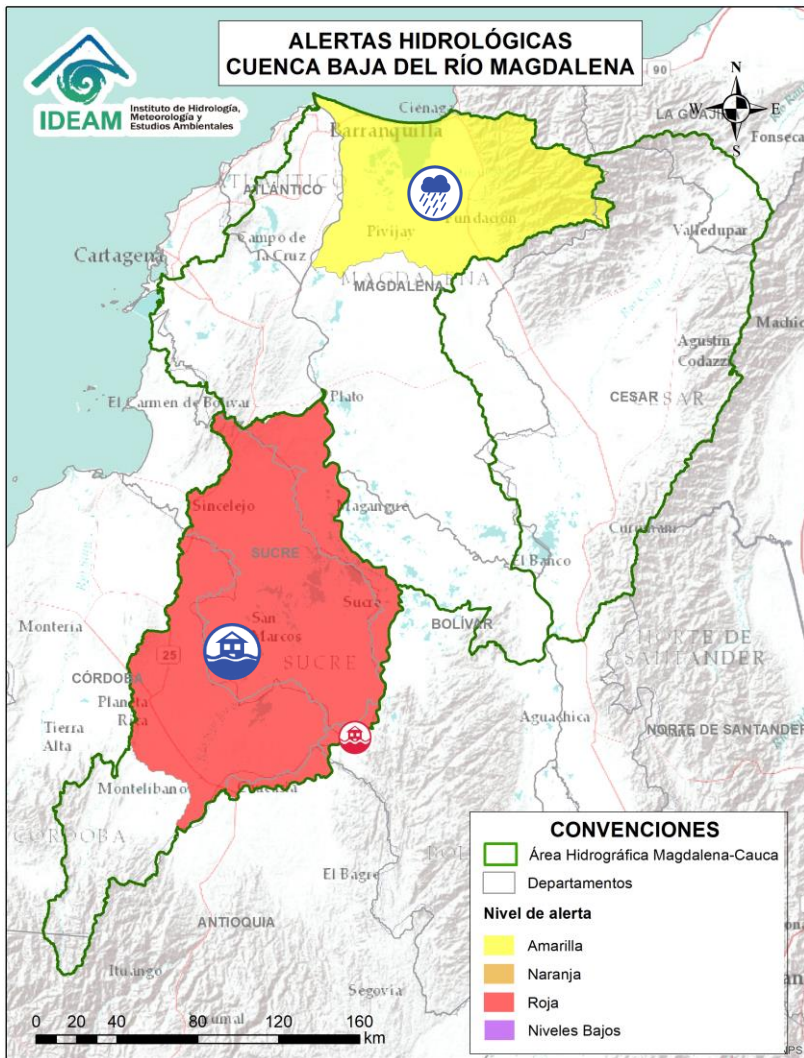 ALERTAS HIDROLÓGICAS
CUENCA BAJA DEL RÍO MAGDALENA
IDEAM
Instituto de Hidrología,
Meteorología y
Estudios Ambientales
90
N
W
E
S
LA GUAJIRA
Fonseca
Ciénaga
Barranquilla
ATLÁNTICO
Pivijay
Fundación
Valledupar
Campo de
la Cruz
Cartagena
MAGDALENA
MAGDALENA
Agustín
Codazzi
CESAR
CESAR
El Carmen de Bolívar
Plato
Sincelejo
Magangué
SUCRE
El Banco
Sucre
San
Marcos
BOLÍVAR
Montería
25
SUCRE
SANTANDER
CÓRDOBA
Planeta
Rica
Tierra
Alta
Aguachica
NORTE DE SANTANDER
Montelíbano
CÓRDOBA
El Bagre
ANTIOQUIA
Ituango
Segovia
CONVENCIONES
Área Hidrográfica Magdalena-Cauca
Departamentos
Nivel de alerta
Amarilla
Naranja
Roja
Niveles Bajos
0 20 40 80 120 160
km